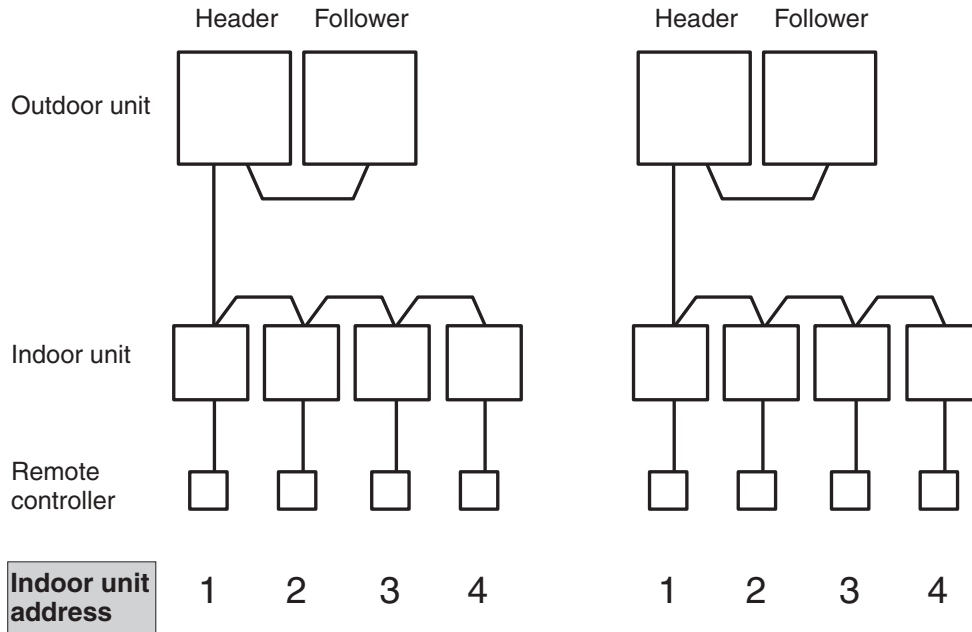 Header Follower Header Follower
Outdoor unit
Indoor unit
Remote
controller
Indoor unit
address
1 2 3 4 1 2 3 4